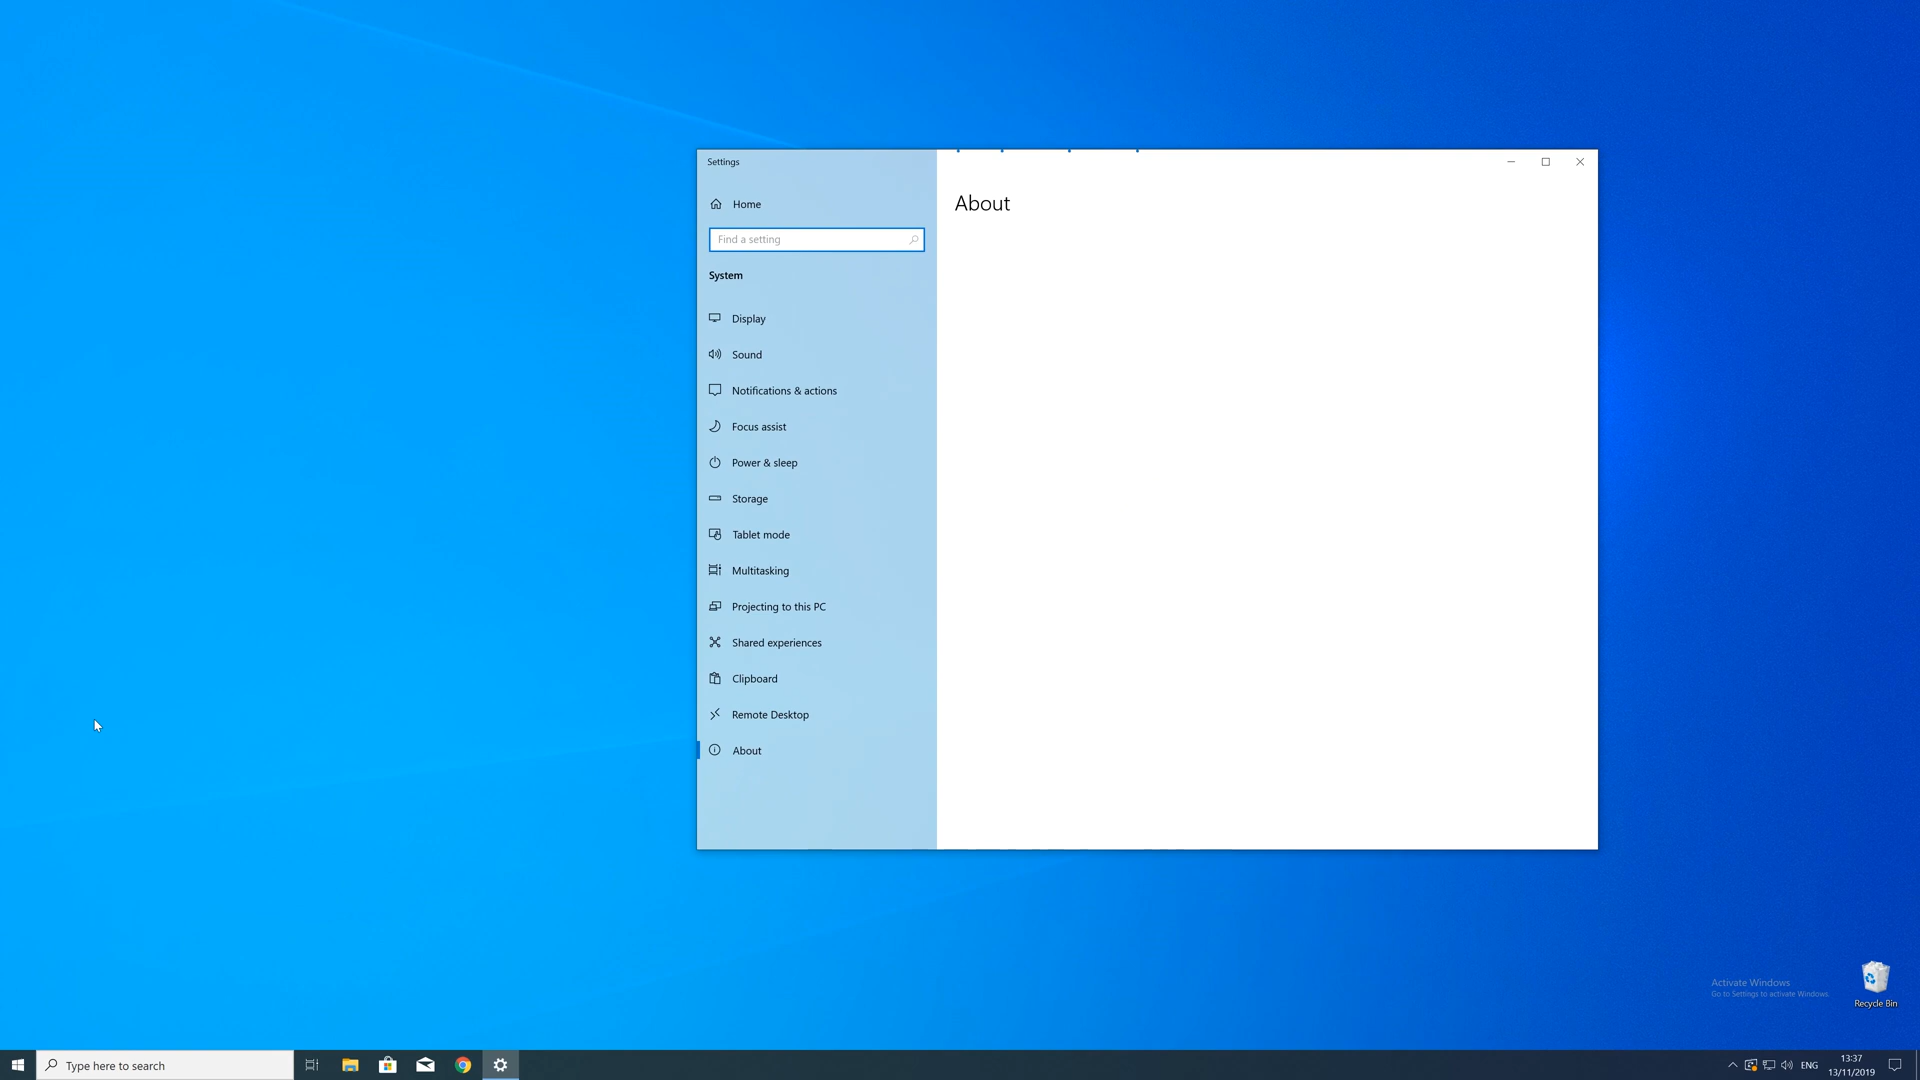 Settings
Home
Find a setting
System
Display
Sound
Notifications & actions
Focus assist
Power & sleep
Storage
Tablet mode
Multitasking
Projecting to this PC
Shared experiences
Clipboard
Remote Desktop
About
About
Activate Windows
Go to Settings to activate Windows.
Recycle Bin
Type here to search
ENG
13:37
13/11/2019